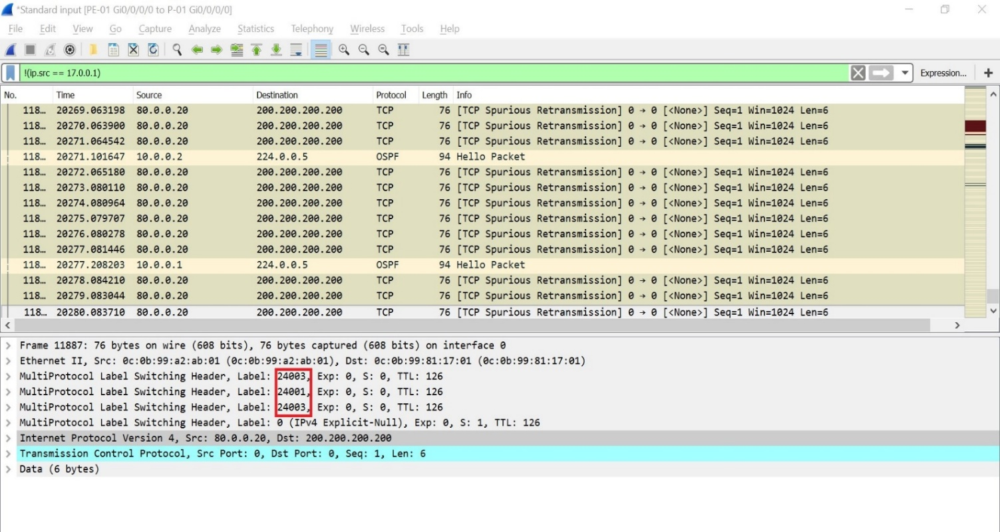 *Standard input [PE-01 Gi0/0/0/0 to P-01 Gi0/0/0/0]
File Edit View Go Capture Analyze Statistics Telephony Wireless Tools Help
!(ip.src == 17.0.0.1) Expression... +
No. Time Source Destination Protocol Length Info
118… 20269.063198 80.0.0.20 200.200.200.200 TCP 76 [TCP Spurious Retransmission] 0 → 0 [<None>] Seq=1 Win=1024 Len=6
118… 20270.063900 80.0.0.20 200.200.200.200 TCP 76 [TCP Spurious Retransmission] 0 → 0 [<None>] Seq=1 Win=1024 Len=6
118… 20271.064542 80.0.0.20 200.200.200.200 TCP 76 [TCP Spurious Retransmission] 0 → 0 [<None>] Seq=1 Win=1024 Len=6
118… 20271.101647 10.0.0.2 224.0.0.5 OSPF 94 Hello Packet
118… 20272.065180 80.0.0.20 200.200.200.200 TCP 76 [TCP Spurious Retransmission] 0 → 0 [<None>] Seq=1 Win=1024 Len=6
118… 20273.080110 80.0.0.20 200.200.200.200 TCP 76 [TCP Spurious Retransmission] 0 → 0 [<None>] Seq=1 Win=1024 Len=6
118… 20274.080964 80.0.0.20 200.200.200.200 TCP 76 [TCP Spurious Retransmission] 0 → 0 [<None>] Seq=1 Win=1024 Len=6
118… 20275.079707 80.0.0.20 200.200.200.200 TCP 76 [TCP Spurious Retransmission] 0 → 0 [<None>] Seq=1 Win=1024 Len=6
118… 20276.080278 80.0.0.20 200.200.200.200 TCP 76 [TCP Spurious Retransmission] 0 → 0 [<None>] Seq=1 Win=1024 Len=6
118… 20277.081446 80.0.0.20 200.200.200.200 TCP 76 [TCP Spurious Retransmission] 0 → 0 [<None>] Seq=1 Win=1024 Len=6
118… 20277.208203 10.0.0.1 224.0.0.5 OSPF 94 Hello Packet
118… 20278.084210 80.0.0.20 200.200.200.200 TCP 76 [TCP Spurious Retransmission] 0 → 0 [<None>] Seq=1 Win=1024 Len=6
118… 20279.083044 80.0.0.20 200.200.200.200 TCP 76 [TCP Spurious Retransmission] 0 → 0 [<None>] Seq=1 Win=1024 Len=6
118… 20280.083710 80.0.0.20 200.200.200.200 TCP 76 [TCP Spurious Retransmission] 0 → 0 [<None>] Seq=1 Win=1024 Len=6
> Frame 11887: 76 bytes on wire (608 bits), 76 bytes captured (608 bits) on interface 0
> Ethernet II, Src: 0c:0b:99:a2:ab:01 (0c:0b:99:a2:ab:01), Dst: 0c:0b:99:81:17:01 (0c:0b:99:81:17:01)
> MultiProtocol Label Switching Header, Label: 24003, Exp: 0, S: 0, TTL: 126
> MultiProtocol Label Switching Header, Label: 24001, Exp: 0, S: 0, TTL: 126
> MultiProtocol Label Switching Header, Label: 24003, Exp: 0, S: 0, TTL: 126
> MultiProtocol Label Switching Header, Label: 0 (IPv4 Explicit-Null), Exp: 0, S: 1, TTL: 126
> Internet Protocol Version 4, Src: 80.0.0.20, Dst: 200.200.200.200
> Transmission Control Protocol, Src Port: 0, Dst Port: 0, Seq: 1, Len: 6
> Data (6 bytes)